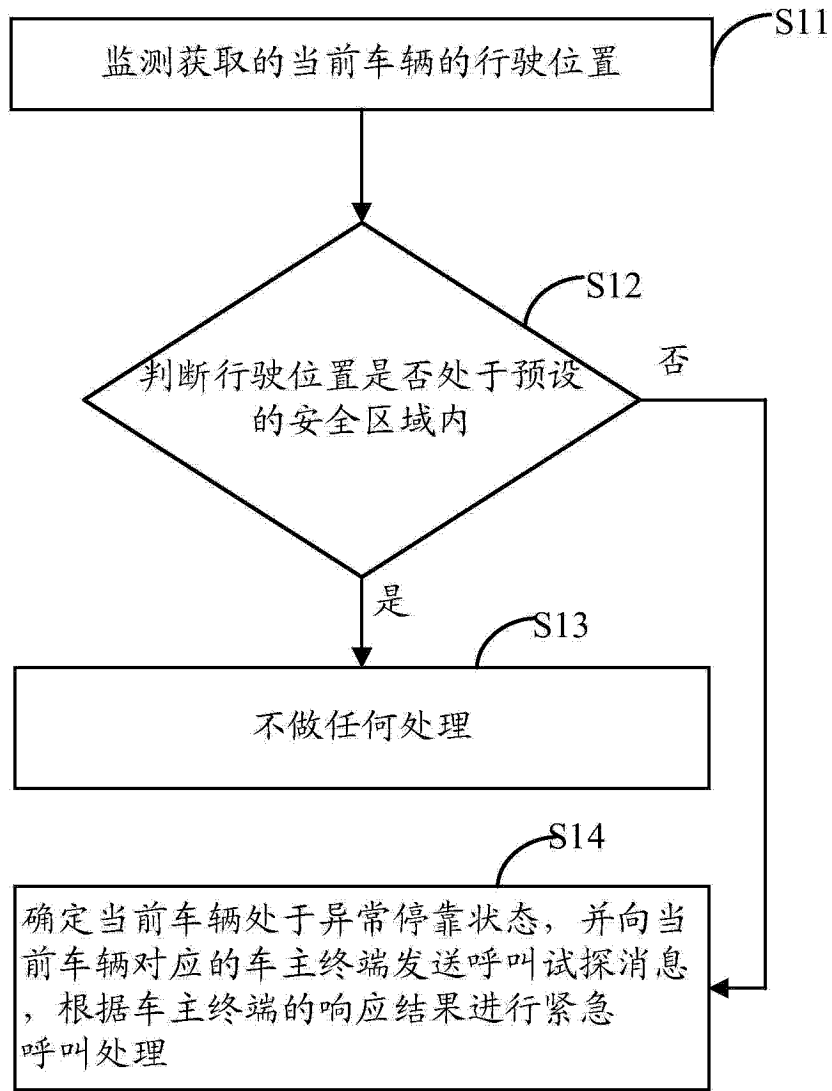 S11
监测获取的当前车辆的行驶位置
S12
判断行驶位置是否处于预设
的安全区域内
否
是
S13
不做任何处理
S14
确定当前车辆处于异常停靠状态，并向当
前车辆对应的车主终端发送呼叫试探消息
，根据车主终端的响应结果进行紧急
呼叫处理